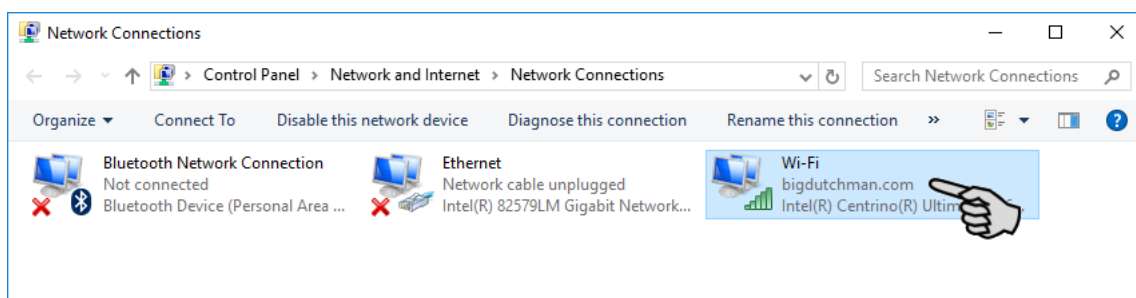 Network Connections
Control Panel > Network and Internet > Network Connections
Search Network Connections
Organize
Connect To
Disable this network device
Diagnose this connection
Rename this connection
»
Bluetooth Network Connection
Not connected
Bluetooth Device (Personal Area ...
Ethernet
Network cable unplugged
Intel(R) 82579LM Gigabit Network...
Wi-Fi
bigdutchman.com
Intel(R) Centrino(R)